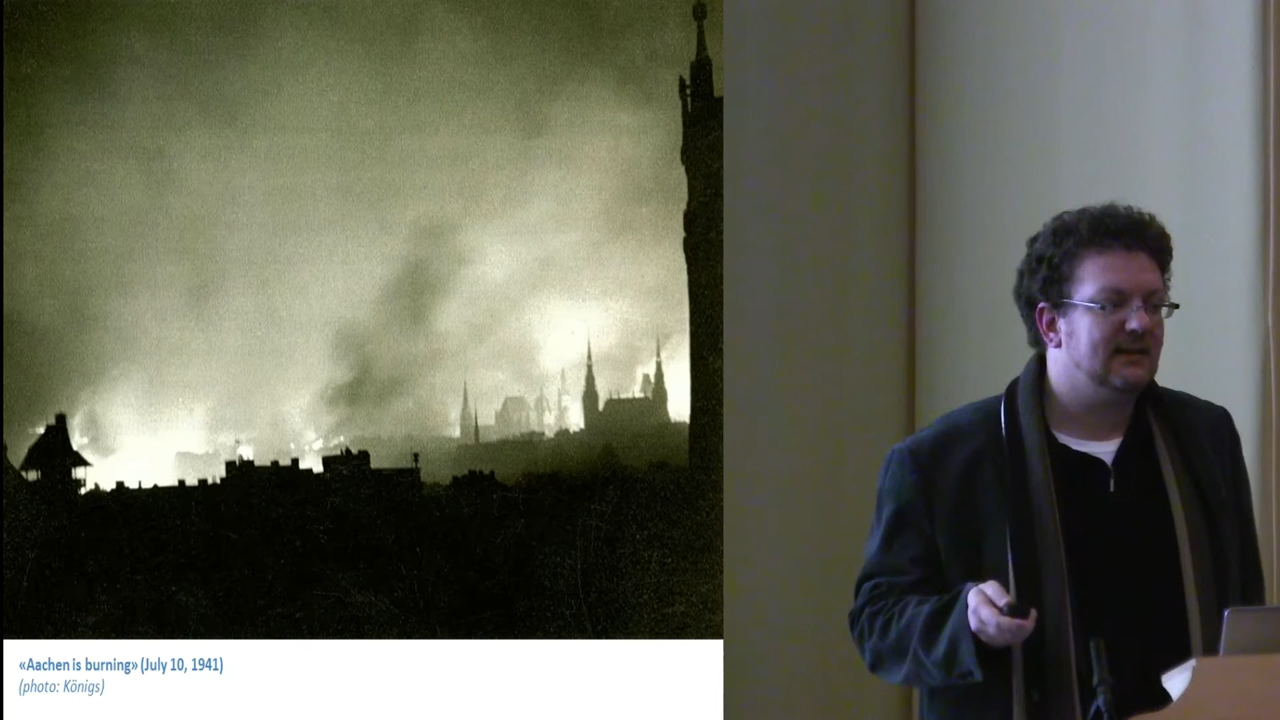 «Aachen is burning» (July 10, 1941)
(photo: Königs)